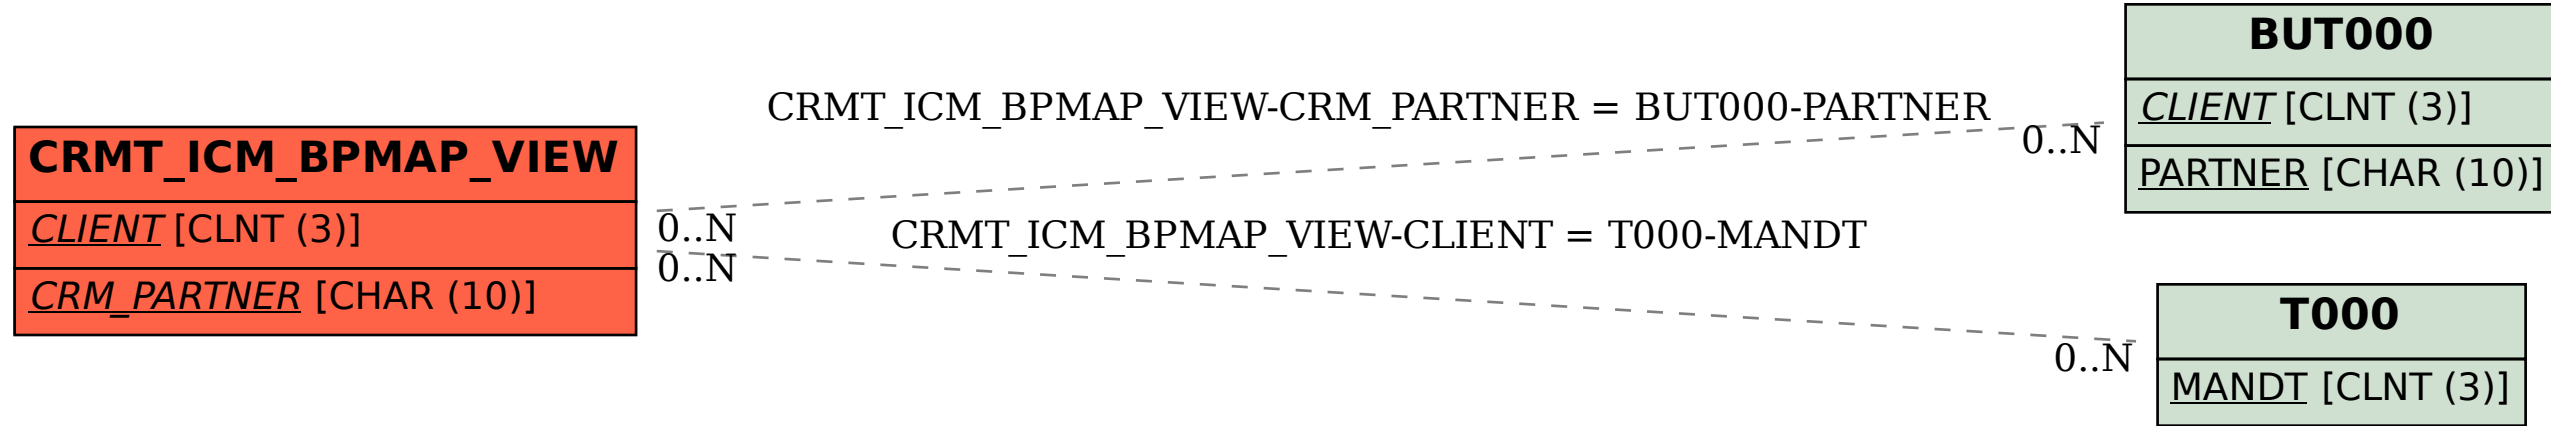 CRMT_ICM_BPMAP_VIEW
CLIENT [CLNT (3)]
CRM_PARTNER [CHAR (10)]
CRMT_ICM_BPMAP_VIEW-CRM_PARTNER = BUT000-PARTNER
0..N
0..N
CRMT_ICM_BPMAP_VIEW-CLIENT = T000-MANDT
0..N
0..N
BUT000
CLIENT [CLNT (3)]
PARTNER [CHAR (10)]
T000
MANDT [CLNT (3)]